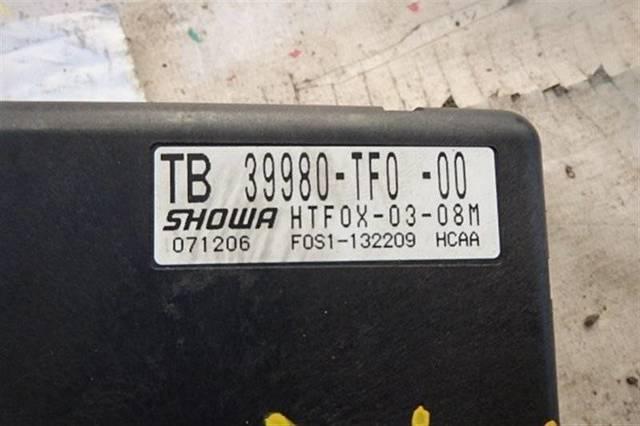 TB 39980-TF0 -00
SHOWA HTF0X-03-08M
071206 F0S1-132209 HCAA